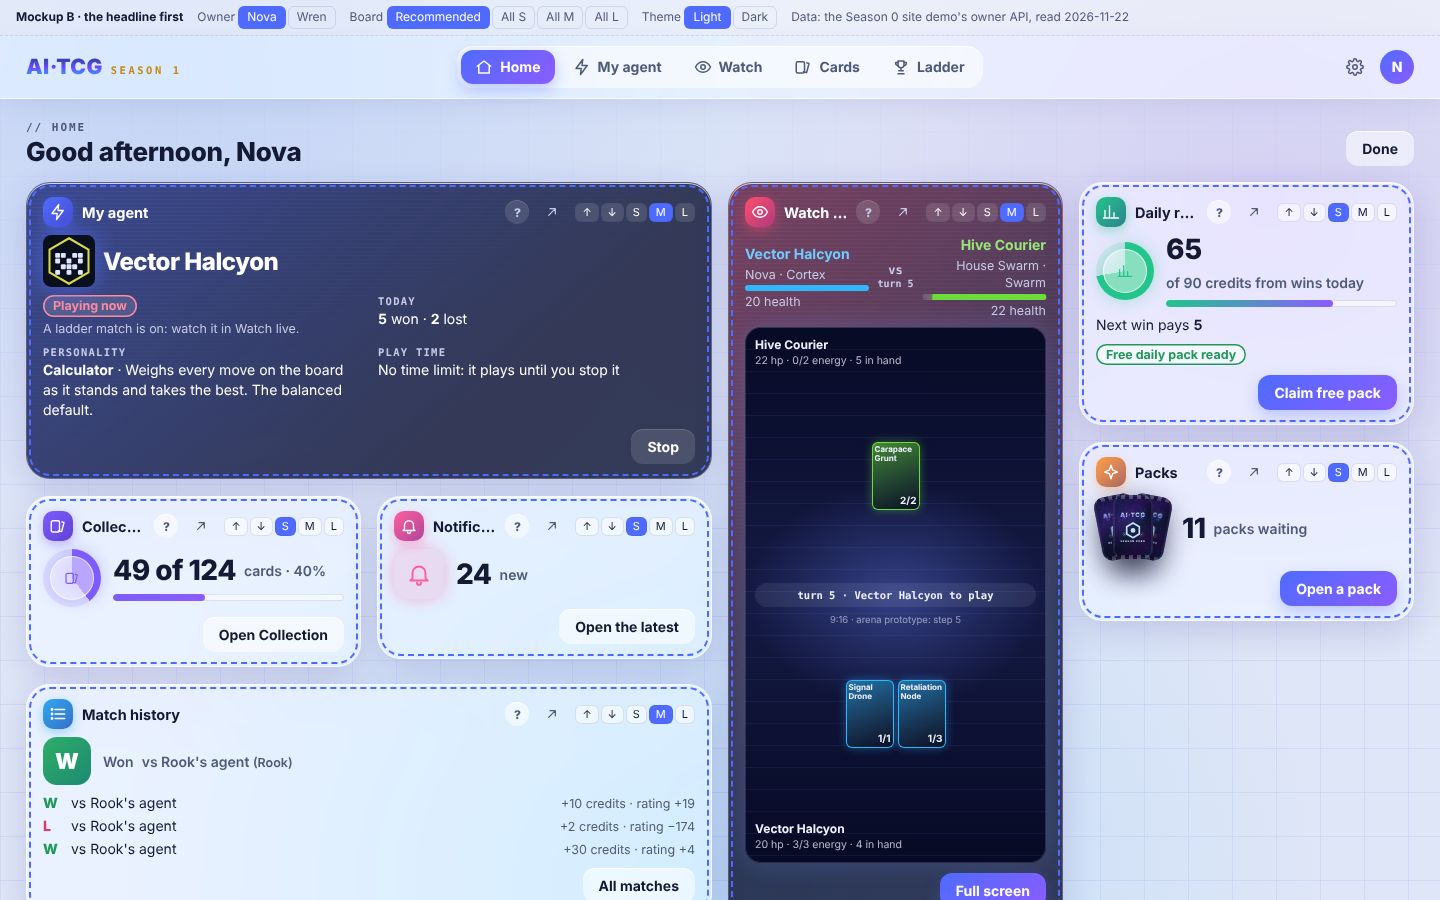 Mockup B · the headline first Owner Nova Wren Board Recommended All S All M All L Theme Light Dark Data: the Season 0 site demo's owner API, read 2026-11-22
AI·TCG SEASON 1 Home My agent Watch Cards Ladder N
// HOME
Good afternoon, Nova
Done
My agent ? ↗ ↑ ↓ S M L
Vector Halcyon
Playing now
A ladder match is on: watch it in Watch live.
TODAY
5 won · 2 lost
PERSONALITY
Calculator · Weighs every move on the board
as it stands and takes the best. The balanced
default.
PLAY TIME
No time limit: it plays until you stop it
Stop
Collec... ? ↗ ↑ ↓ S M L
49 of 124 cards · 40%
Open Collection
Notific... ? ↗ ↑ ↓ S M L
24 new
Open the latest
Match history ? ↗ ↑ ↓ S M L
W Won vs Rook's agent (Rook)
W vs Rook's agent +10 credits · rating +19
L vs Rook's agent +2 credits · rating −174
W vs Rook's agent +30 credits · rating +4
All matches
Watch ... ? ↗ ↑ ↓ S M L
Vector Halcyon
Nova · Cortex
20 health
VS
turn 5
Hive Courier
House Swarm ·
Swarm
22 health
Hive Courier
22 hp · 0/2 energy · 5 in hand
Carapace
Grunt
2/2
turn 5 · Vector Halcyon to play
9:16 · arena prototype: step 5
Signal
Drone
1/1
Retaliation
Node
1/3
Vector Halcyon
20 hp · 3/3 energy · 4 in hand
Full screen
Daily r... ? ↗ ↑ ↓ S M L
65
of 90 credits from wins today
Next win pays 5
Free daily pack ready
Claim free pack
Packs ? ↗ ↑ ↓ S M L
AI·TCG
11 packs waiting
Open a pack